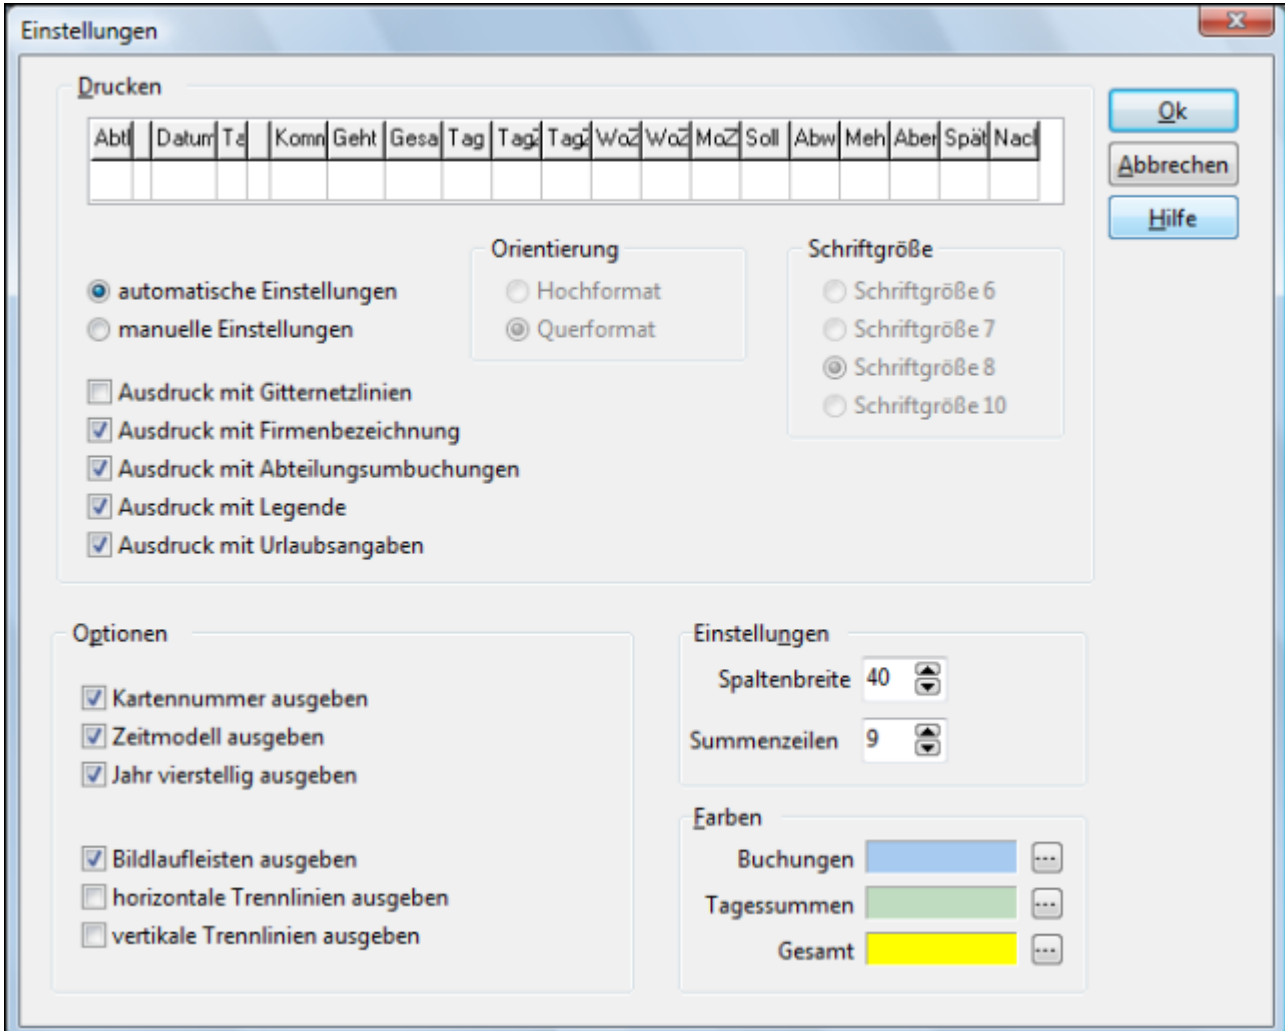 Einstellungen
Drucken
Abtl Datum Ta Komn Geht Gesa Tag TagZ TagZ WoZ WoZ MoZ Soll Abw Meh Aber Spät Nacl
Ok
Abbrechen
Hilfe
Orientierung
Schriftgröße
automatische Einstellungen
Hochformat
Schriftgröße 6
manuelle Einstellungen
Querformat
Schriftgröße 7
Schriftgröße 8
Schriftgröße 10
Ausdruck mit Gitternetzlinien
Ausdruck mit Firmenbezeichnung
Ausdruck mit Abteilungsumbuchungen
Ausdruck mit Legende
Ausdruck mit Urlaubsangaben
Optionen
Kartennummer ausgeben
Zeitmodell ausgeben
Jahr vierstellig ausgeben
Bildlaufleisten ausgeben
horizontale Trennlinien ausgeben
vertikale Trennlinien ausgeben
Einstellungen
Spaltenbreite 40
Summenzeilen 9
Farben
Buchungen ...
Tagessummen ...
Gesamt ...